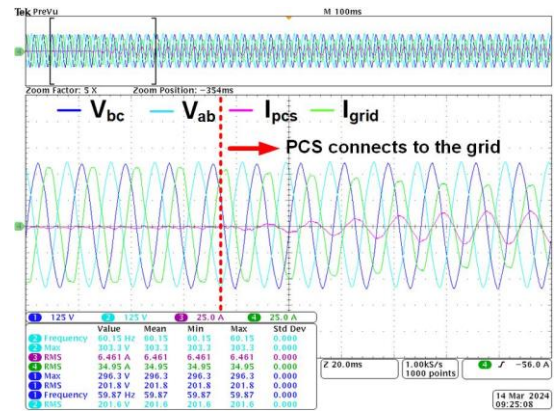 Tek PreVu M 100ms
Zoom Factor: 5 X Zoom Position: -354ms
V_bc V_ab I_pcs I_grid
PCS connects to the grid
1 125 V 2 125 V 3 25.0 A 4 25.0 A
Value Mean Min Max Std Dev
2 Frequency 60.15 Hz 60.15 60.15 60.15 0.000
2 Max 303.3 V 303.3 303.3 303.3 0.000
3 RMS 6.461 A 6.461 6.461 6.461 0.000
4 RMS 34.95 A 34.95 34.95 34.95 0.000
1 Max 296.3 V 296.3 296.3 296.3 0.000
1 RMS 201.8 V 201.8 201.8 201.8 0.000
1 Frequency 59.87 Hz 59.87 59.87 59.87 0.000
2 RMS 201.6 V 201.6 201.6 201.6 0.000
Z 20.0ms
1.00kS/s
1000 points
4 -56.0 A
14 Mar 2024
09:25:08